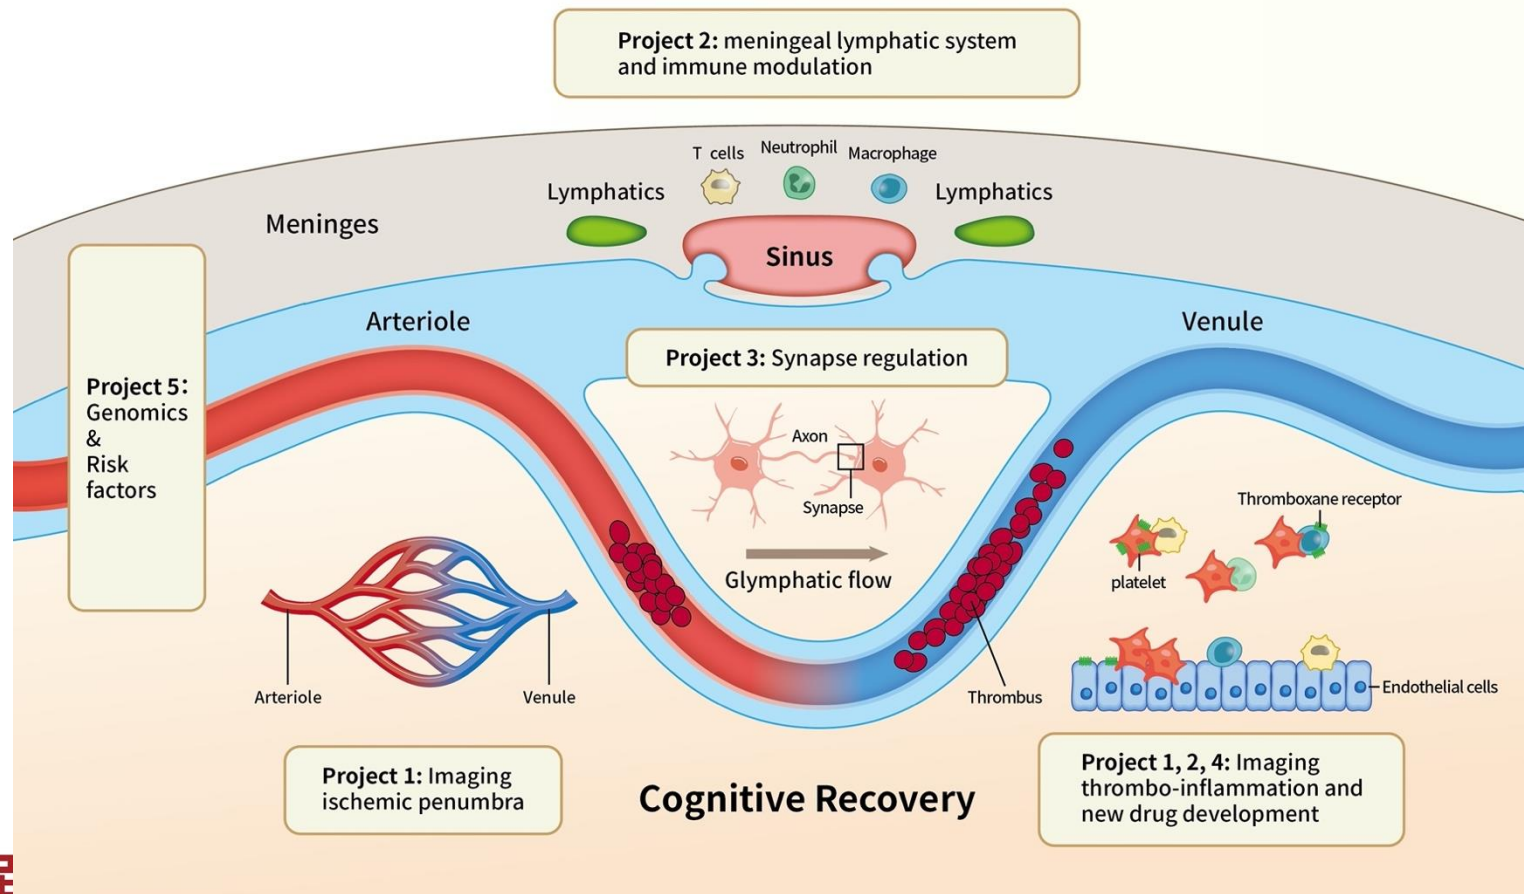 Project 2: meningeal lymphatic system
and immune modulation
T cells
Neutrophil
Macrophage
Lymphatics
Lymphatics
Meninges
Sinus
Arteriole
Venule
Project 3: Synapse regulation
Project 5:
Genomics
&
Risk
factors
Axon
Synapse
Glymphatic flow
Thromboxane receptor
platelet
Arteriole
Venule
Thrombus
Endothelial cells
Project 1: Imaging
ischemic penumbra
Cognitive Recovery
Project 1, 2, 4: Imaging
thrombo-inflammation and
new drug development